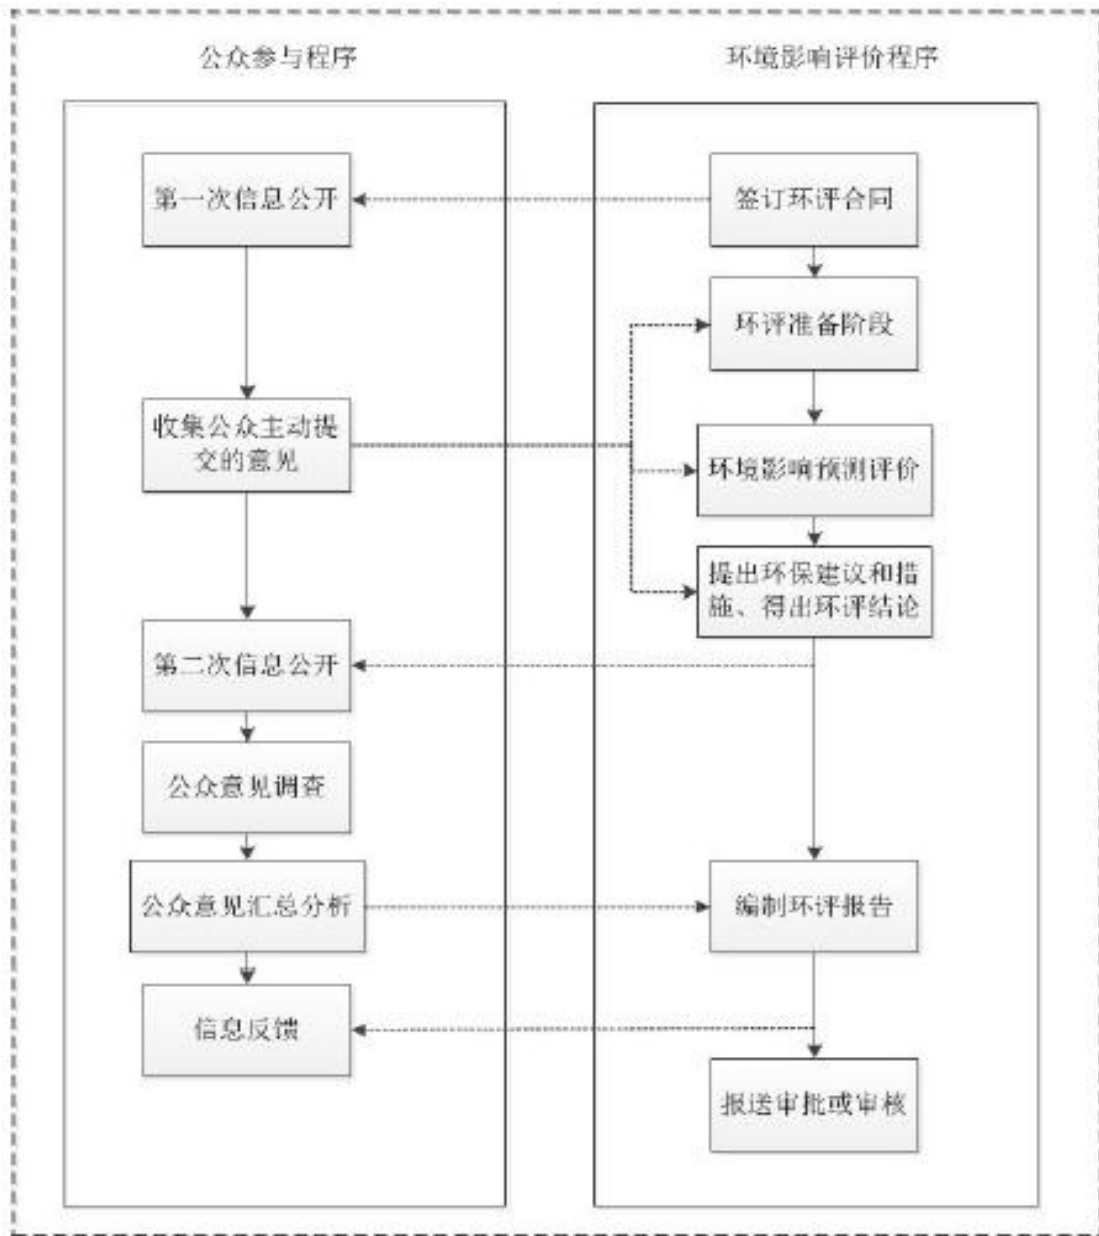 公众参与程序
第一次信息公开
收集公众主动提
交的意见
第二次信息公开
公众意见调查
公众意见汇总分析
信息反馈
环境影响评价程序
签订环评合同
环评准备阶段
环境影响预测评价
提出环保建议和措
施、得出环评结论
编制环评报告
报送审批或审核